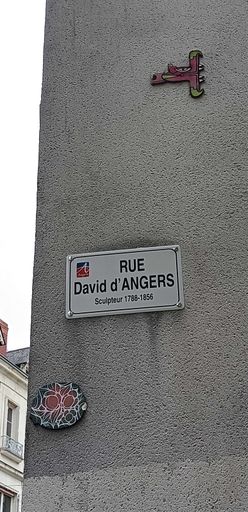 RUE
David d'ANGERS
Sculpteur 1788-1856